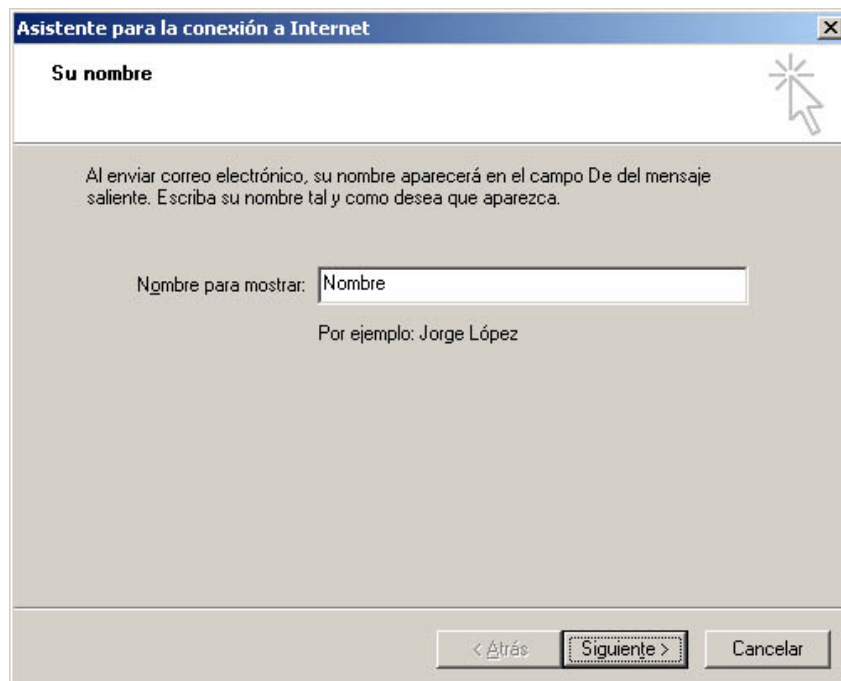 Asistente para la conexión a Internet
Su nombre
Al enviar correo electrónico, su nombre aparecerá en el campo De del mensaje
saliente. Escriba su nombre tal y como desea que aparezca.
Nombre para mostrar: Nombre
Por ejemplo: Jorge López
< Atrás Siguiente > Cancelar